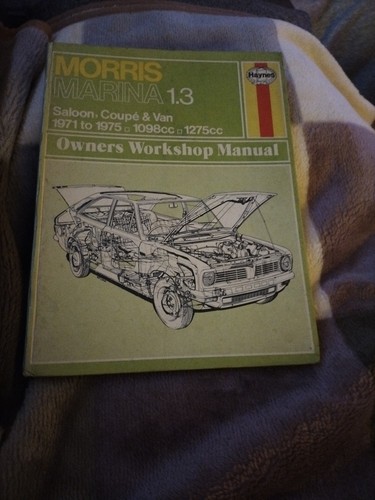 MORRIS
MARINA 1.3
Haynes
Saloon, Coupé & Van
1971 to 1975 □ 1098cc □ 1275cc
Owners Workshop Manual